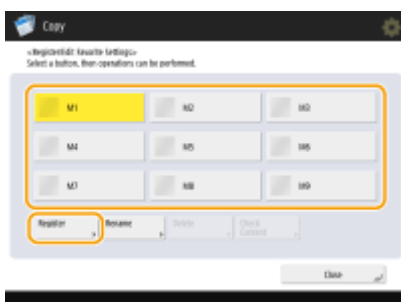 Copy
<Register/Edit Favorite Settings>
Select a button, then operations can be performed.
M1 M2 M3
M4 M5 M6
M7 M8 M9
Register Rename Delete Check Content
Close